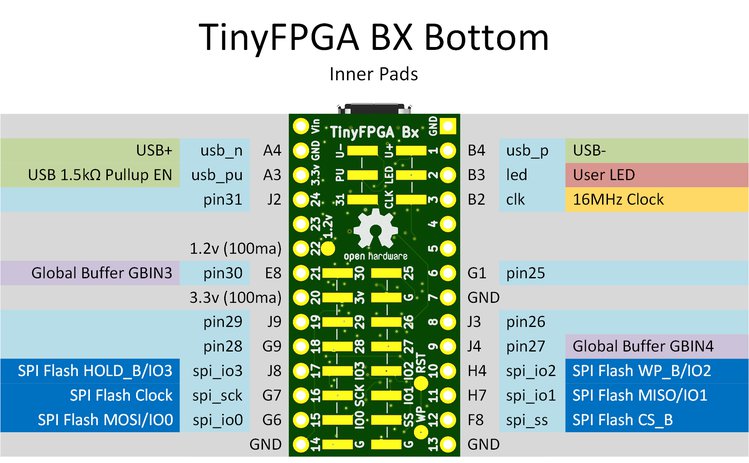 TinyFPGA BX Bottom
Inner Pads
Vin TinyFPGA Bx GND
USB+ usb_n A4 GND U- U+ 1 B4 usb_p USB-
USB 1.5kΩ Pullup EN usb_pu A3 3.3v PU LED 2 B3 led User LED
pin31 J2 24 31 CLK 3 B2 clk 16MHz Clock
23 1.2v 4
1.2v (100ma) 22 open hardware 5
Global Buffer GBIN3 pin30 E8 21 30 25 6 G1 pin25
3.3v (100ma) 20 3v G 7 GND
pin29 J9 19 29 26 8 J3 pin26
pin28 G9 18 28 27 9 J4 pin27 Global Buffer GBIN4
SPI Flash HOLD_B/IO3 spi_io3 J8 17 IO3 IO2 RST 10 H4 spi_io2 SPI Flash WP_B/IO2
SPI Flash Clock spi_sck G7 16 SCK IO1 11 H7 spi_io1 SPI Flash MISO/IO1
SPI Flash MOSI/IO0 spi_io0 G6 15 IO0 SS WP 12 F8 spi_ss SPI Flash CS_B
GND 14 G G 13 GND